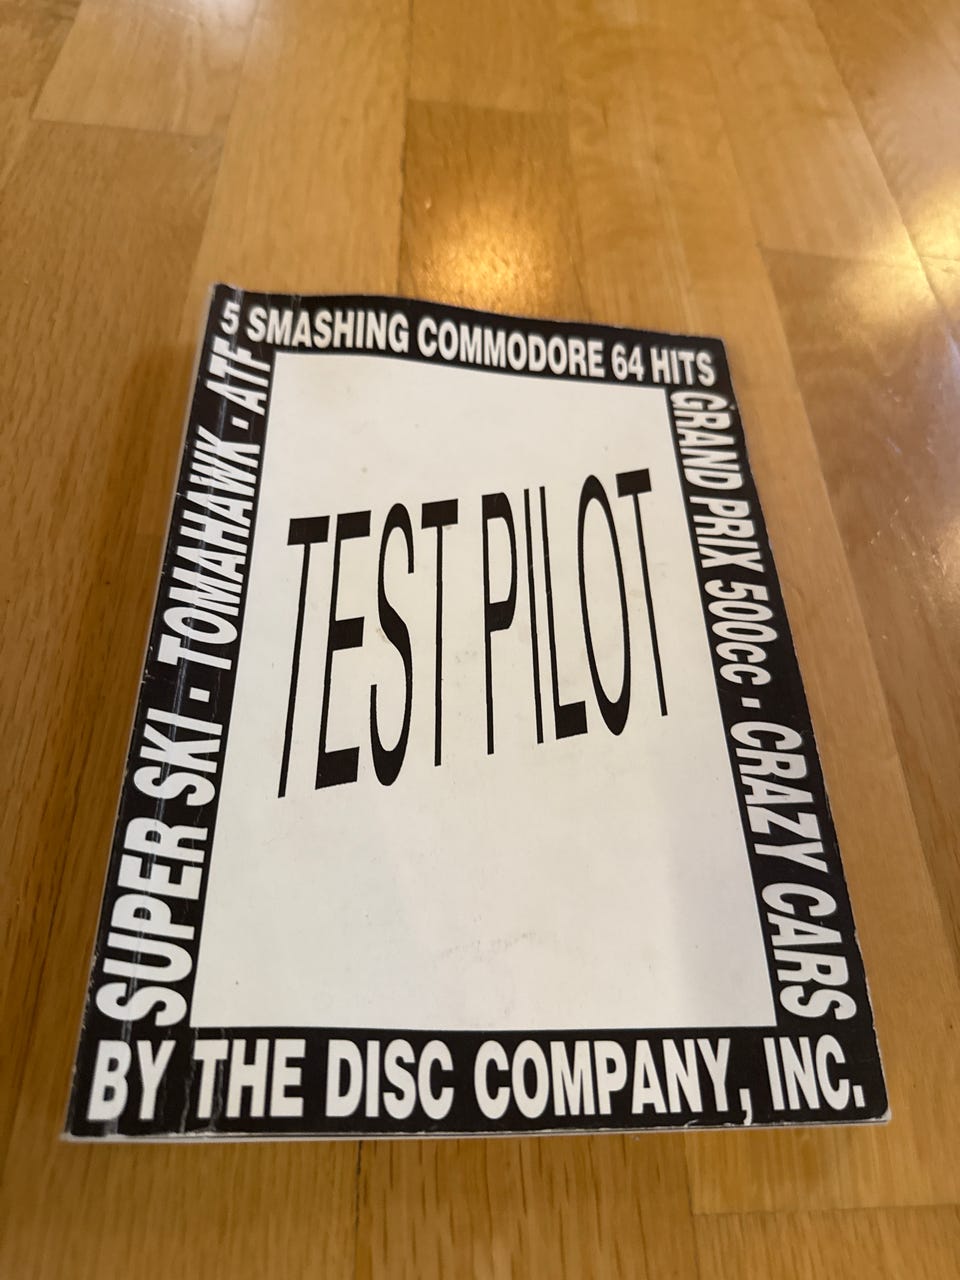 5 SMASHING COMMODORE 64 HITS
SUPER SKI · TOMAHAWK · ATF
GRAND PRIX 500cc · CRAZY CARS
TEST PILOT
BY THE DISC COMPANY, INC.